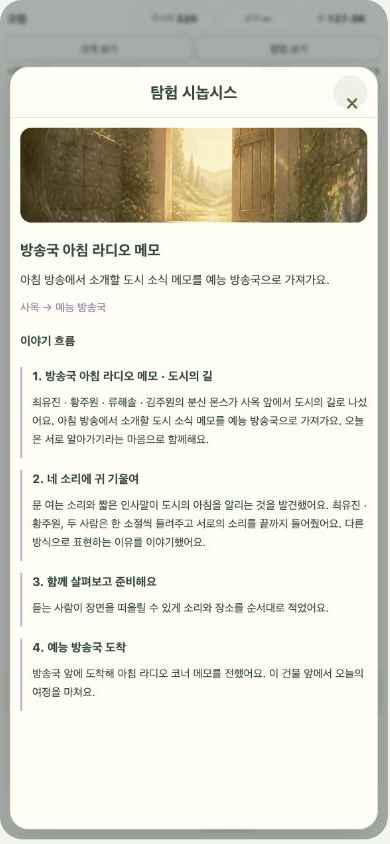 탐험 시놉시스
×
방송국 아침 라디오 메모
아침 방송에서 소개할 도시 소식 메모를 예능 방송국으로 가져가요.
사옥 → 예능 방송국
이야기 흐름
1. 방송국 아침 라디오 메모 · 도시의 길
최유진 · 황주원 · 류해솔 · 김주원의 분신 몬스가 사옥 앞에서 도시의 길로 나섰
어요. 아침 방송에서 소개할 도시 소식 메모를 예능 방송국으로 가져가요. 오늘
은 서로 알아가기라는 마음으로 함께해요.
2. 네 소리에 귀 기울여
문 여는 소리와 짧은 인사말이 도시의 아침을 알리는 것을 발견했어요. 최유진 ·
황주원, 두 사람은 한 소절씩 들려주고 서로의 소리를 끝까지 들어줬어요. 다른
방식으로 표현하는 이유를 이야기했어요.
3. 함께 살펴보고 준비해요
듣는 사람이 장면을 떠올릴 수 있게 소리와 장소를 순서대로 적었어요.
4. 예능 방송국 도착
방송국 앞에 도착해 아침 라디오 코너 메모를 전했어요. 이 건물 앞에서 오늘의
여정을 마쳐요.